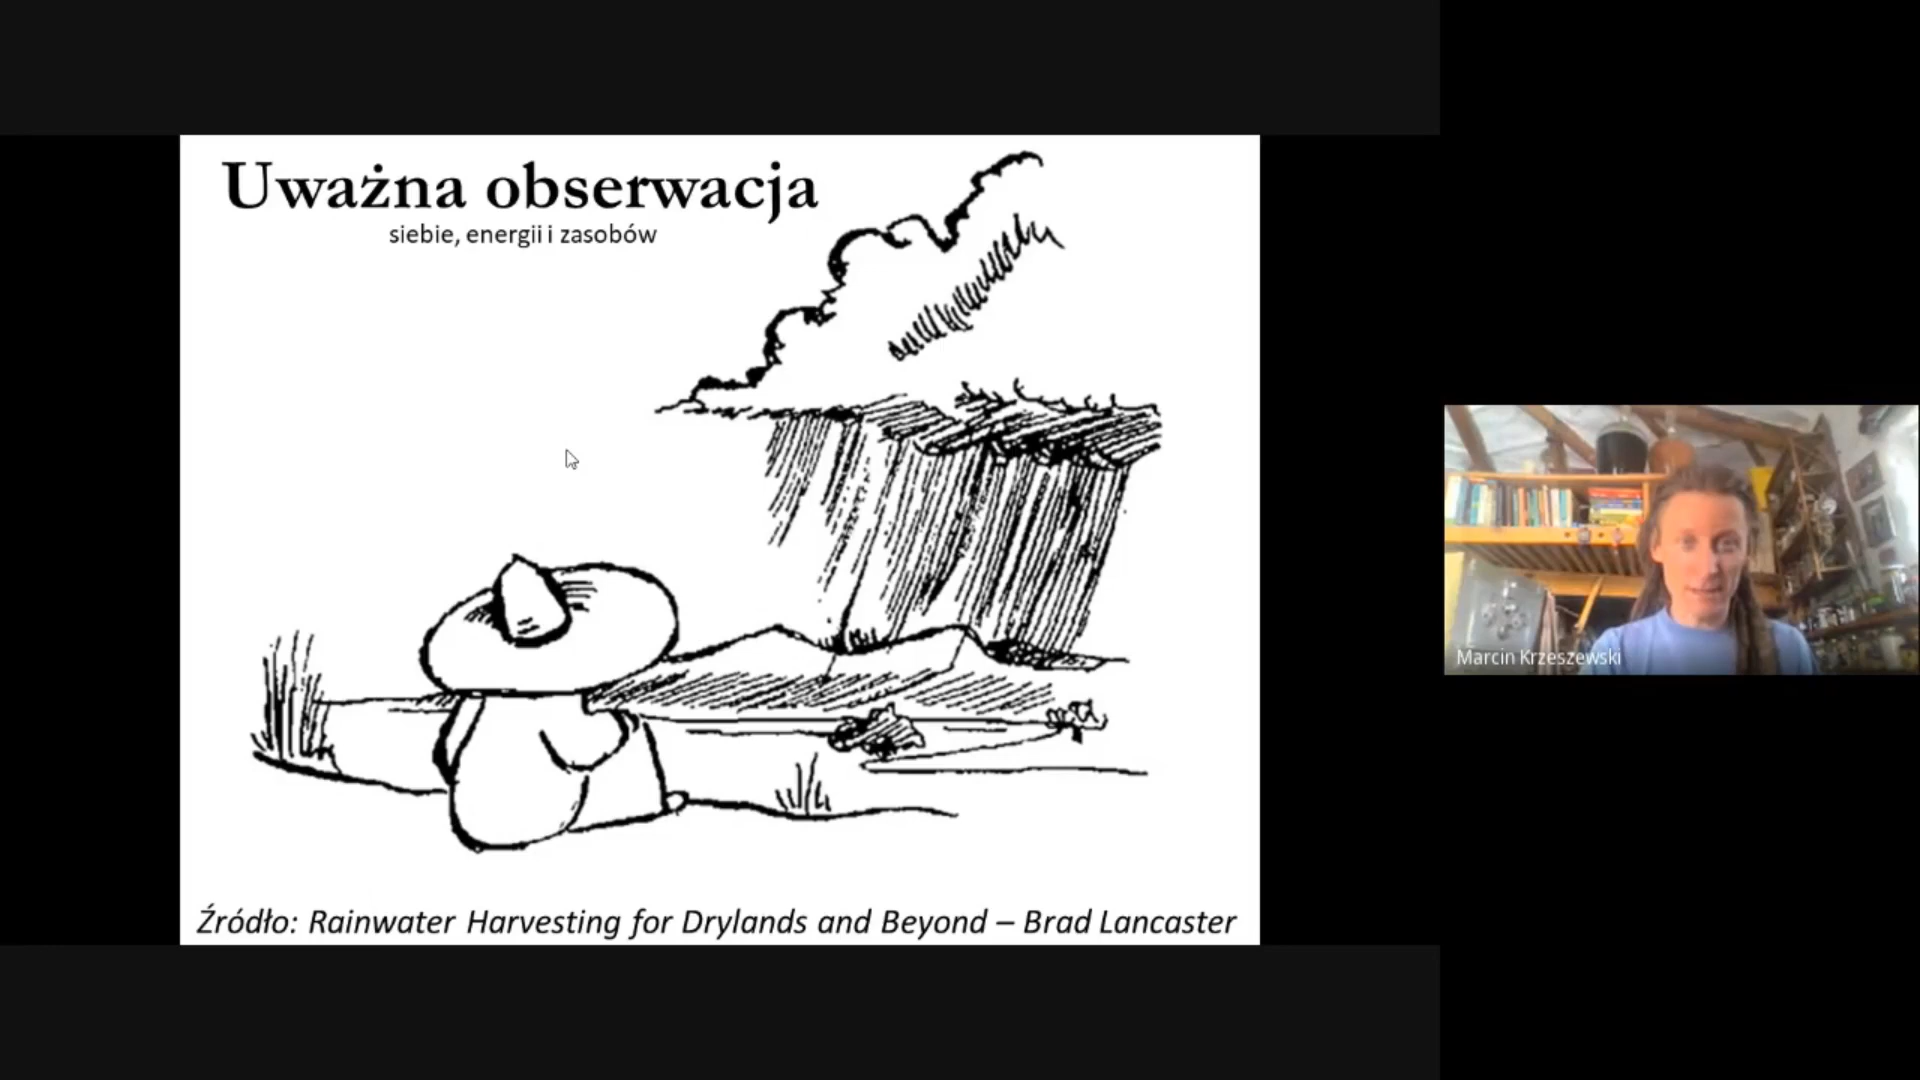 Uważna obserwacja
siebie, energii i zasobów
Źródło: Rainwater Harvesting for Drylands and Beyond – Brad Lancaster
Marcin Krzeszewski